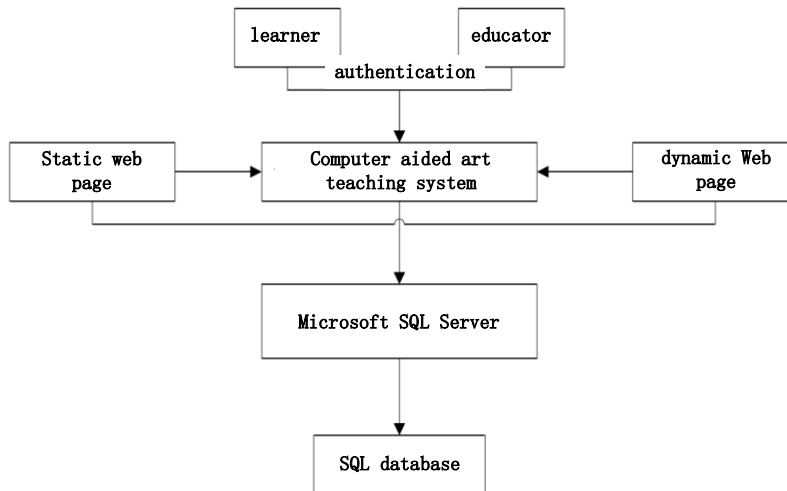 learner
educator
authentication
Static web
page
Computer aided art
teaching system
dynamic Web
page
Microsoft SQL Server
SQL database